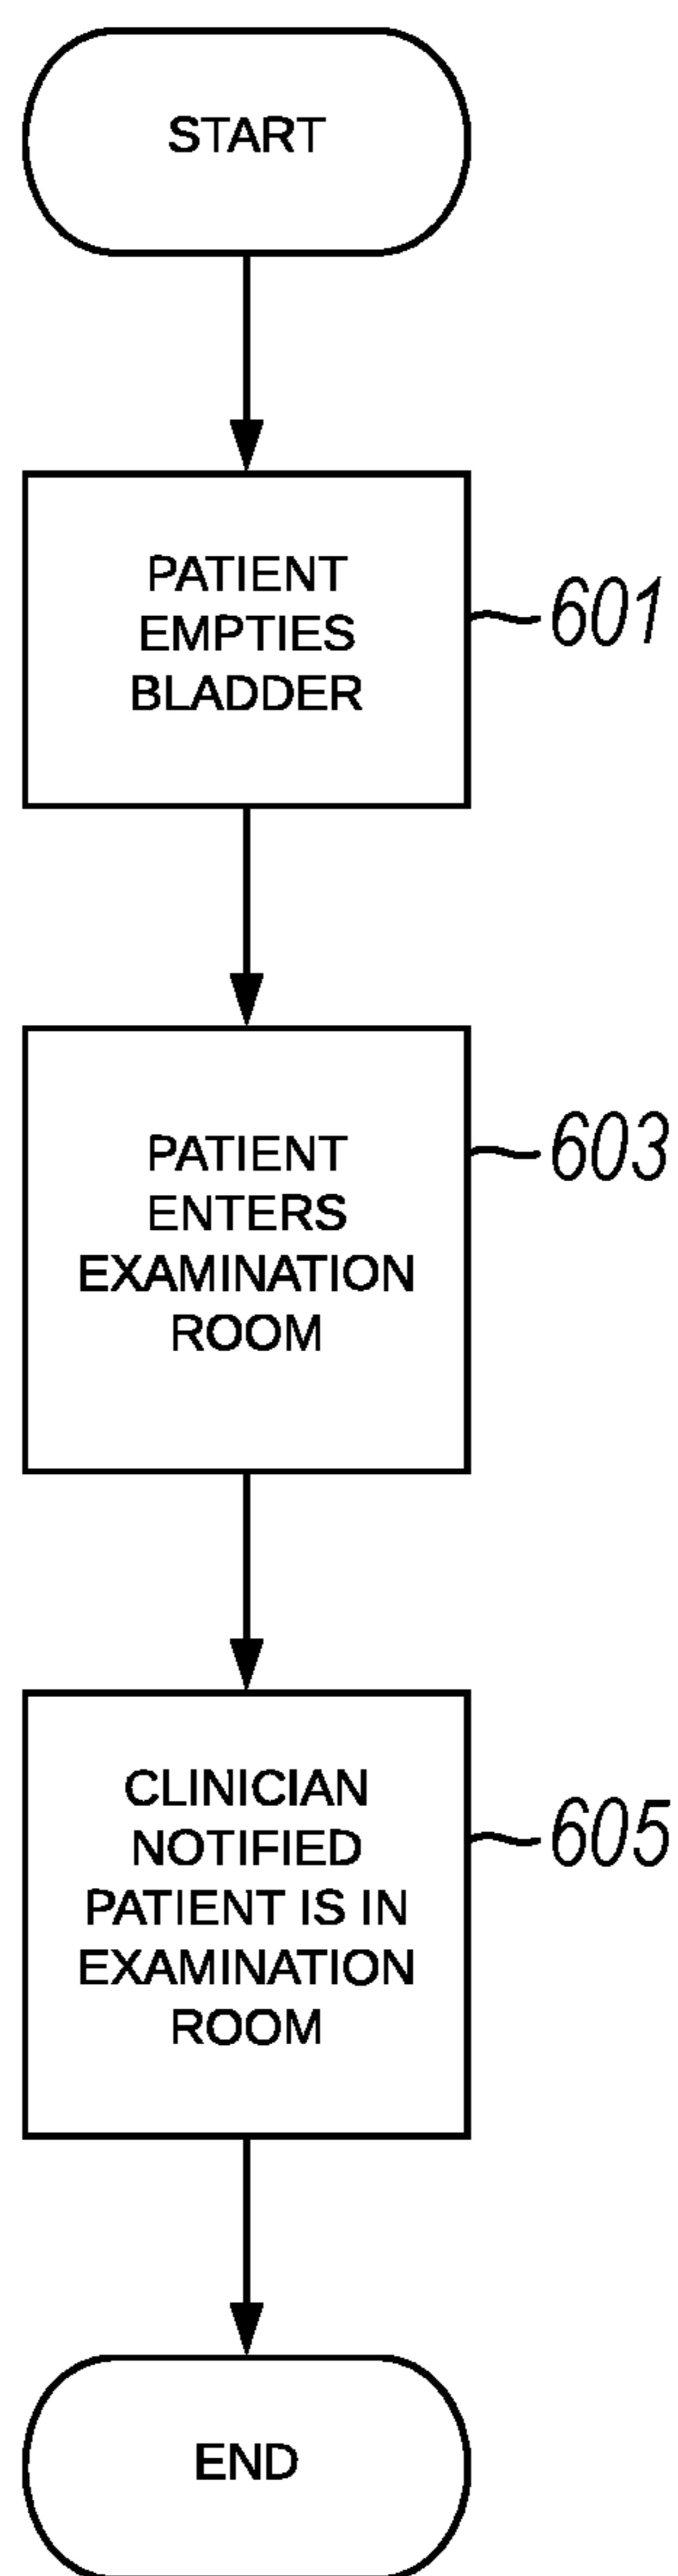 START
PATIENT
EMPTIES
BLADDER
601
PATIENT
ENTERS
EXAMINATION
ROOM
603
CLINICIAN
NOTIFIED
PATIENT IS IN
EXAMINATION
ROOM
605
END